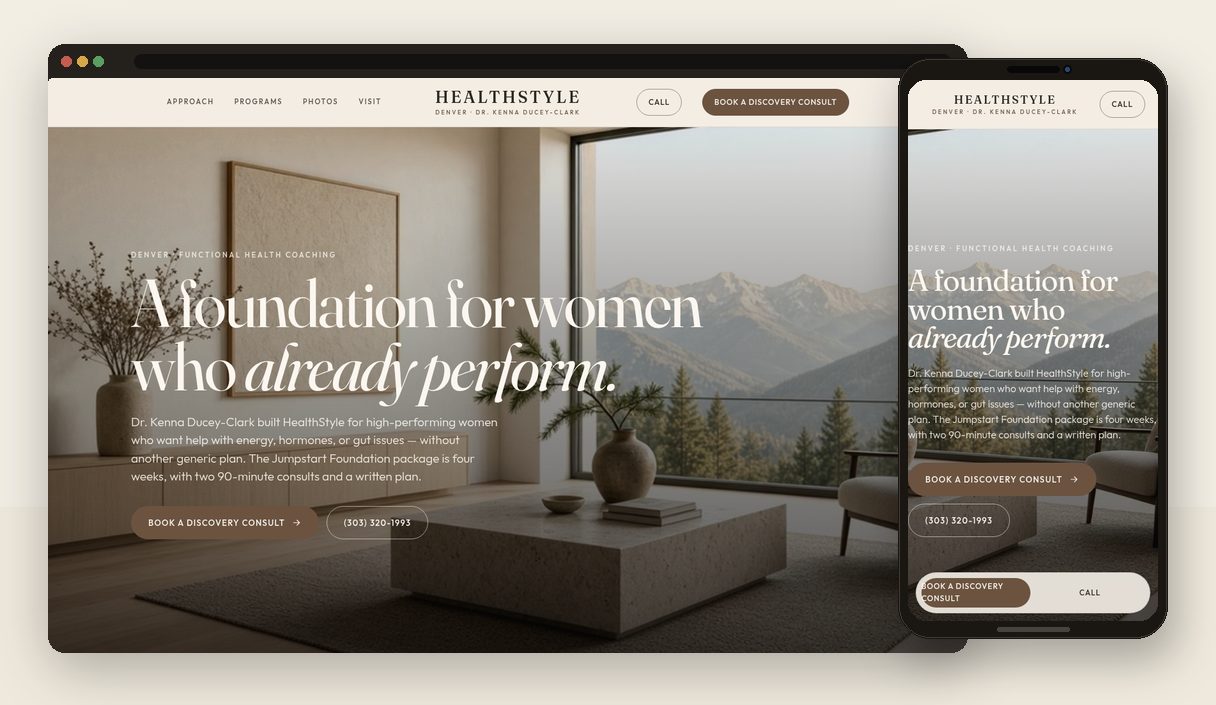 APPROACH PROGRAMS PHOTOS VISIT
HEALTHSTYLE
DENVER · DR. KENNA DUCEY-CLARK
CALL
BOOK A DISCOVERY CONSULT
DENVER · FUNCTIONAL HEALTH COACHING
A foundation for women
who already perform.
Dr. Kenna Ducey-Clark built HealthStyle for high-performing women
who want help with energy, hormones, or gut issues — without
another generic plan. The Jumpstart Foundation package is four
weeks, with two 90-minute consults and a written plan.
BOOK A DISCOVERY CONSULT →
(303) 320-1993
HEALTHSTYLE
DENVER · DR. KENNA DUCEY-CLARK
CALL
DENVER · FUNCTIONAL HEALTH COACHING
A foundation for
women who
already perform.
Dr. Kenna Ducey-Clark built HealthStyle for high-
performing women who want help with energy,
hormones, or gut issues — without another generic
plan. The Jumpstart Foundation package is four weeks,
with two 90-minute consults and a written plan.
BOOK A DISCOVERY CONSULT →
(303) 320-1993
BOOK A DISCOVERY
CONSULT
CALL